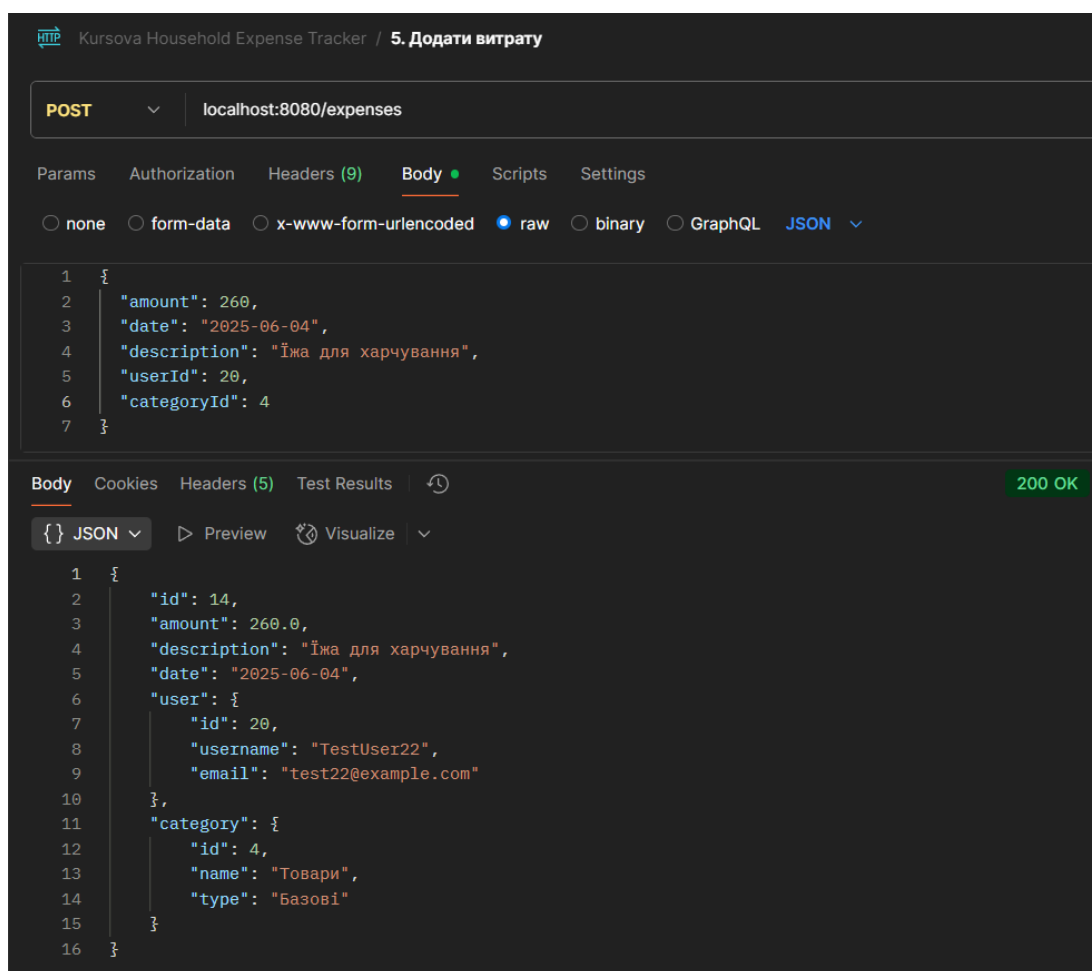 HTTP Kursova Household Expense Tracker / 5. Додати витрату
POST localhost:8080/expenses
Params Authorization Headers (9) Body Scripts Settings
none form-data x-www-form-urlencoded raw binary GraphQL JSON
1 {
2 "amount": 260,
3 "date": "2025-06-04",
4 "description": "Їжа для харчування",
5 "userId": 20,
6 "categoryId": 4
7 }
Body Cookies Headers (5) Test Results 200 OK
{} JSON Preview Visualize
1 {
2 "id": 14,
3 "amount": 260.0,
4 "description": "Їжа для харчування",
5 "date": "2025-06-04",
6 "user": {
7 "id": 20,
8 "username": "TestUser22",
9 "email": "test22@example.com"
10 },
11 "category": {
12 "id": 4,
13 "name": "Товари",
14 "type": "Базові"
15 }
16 }